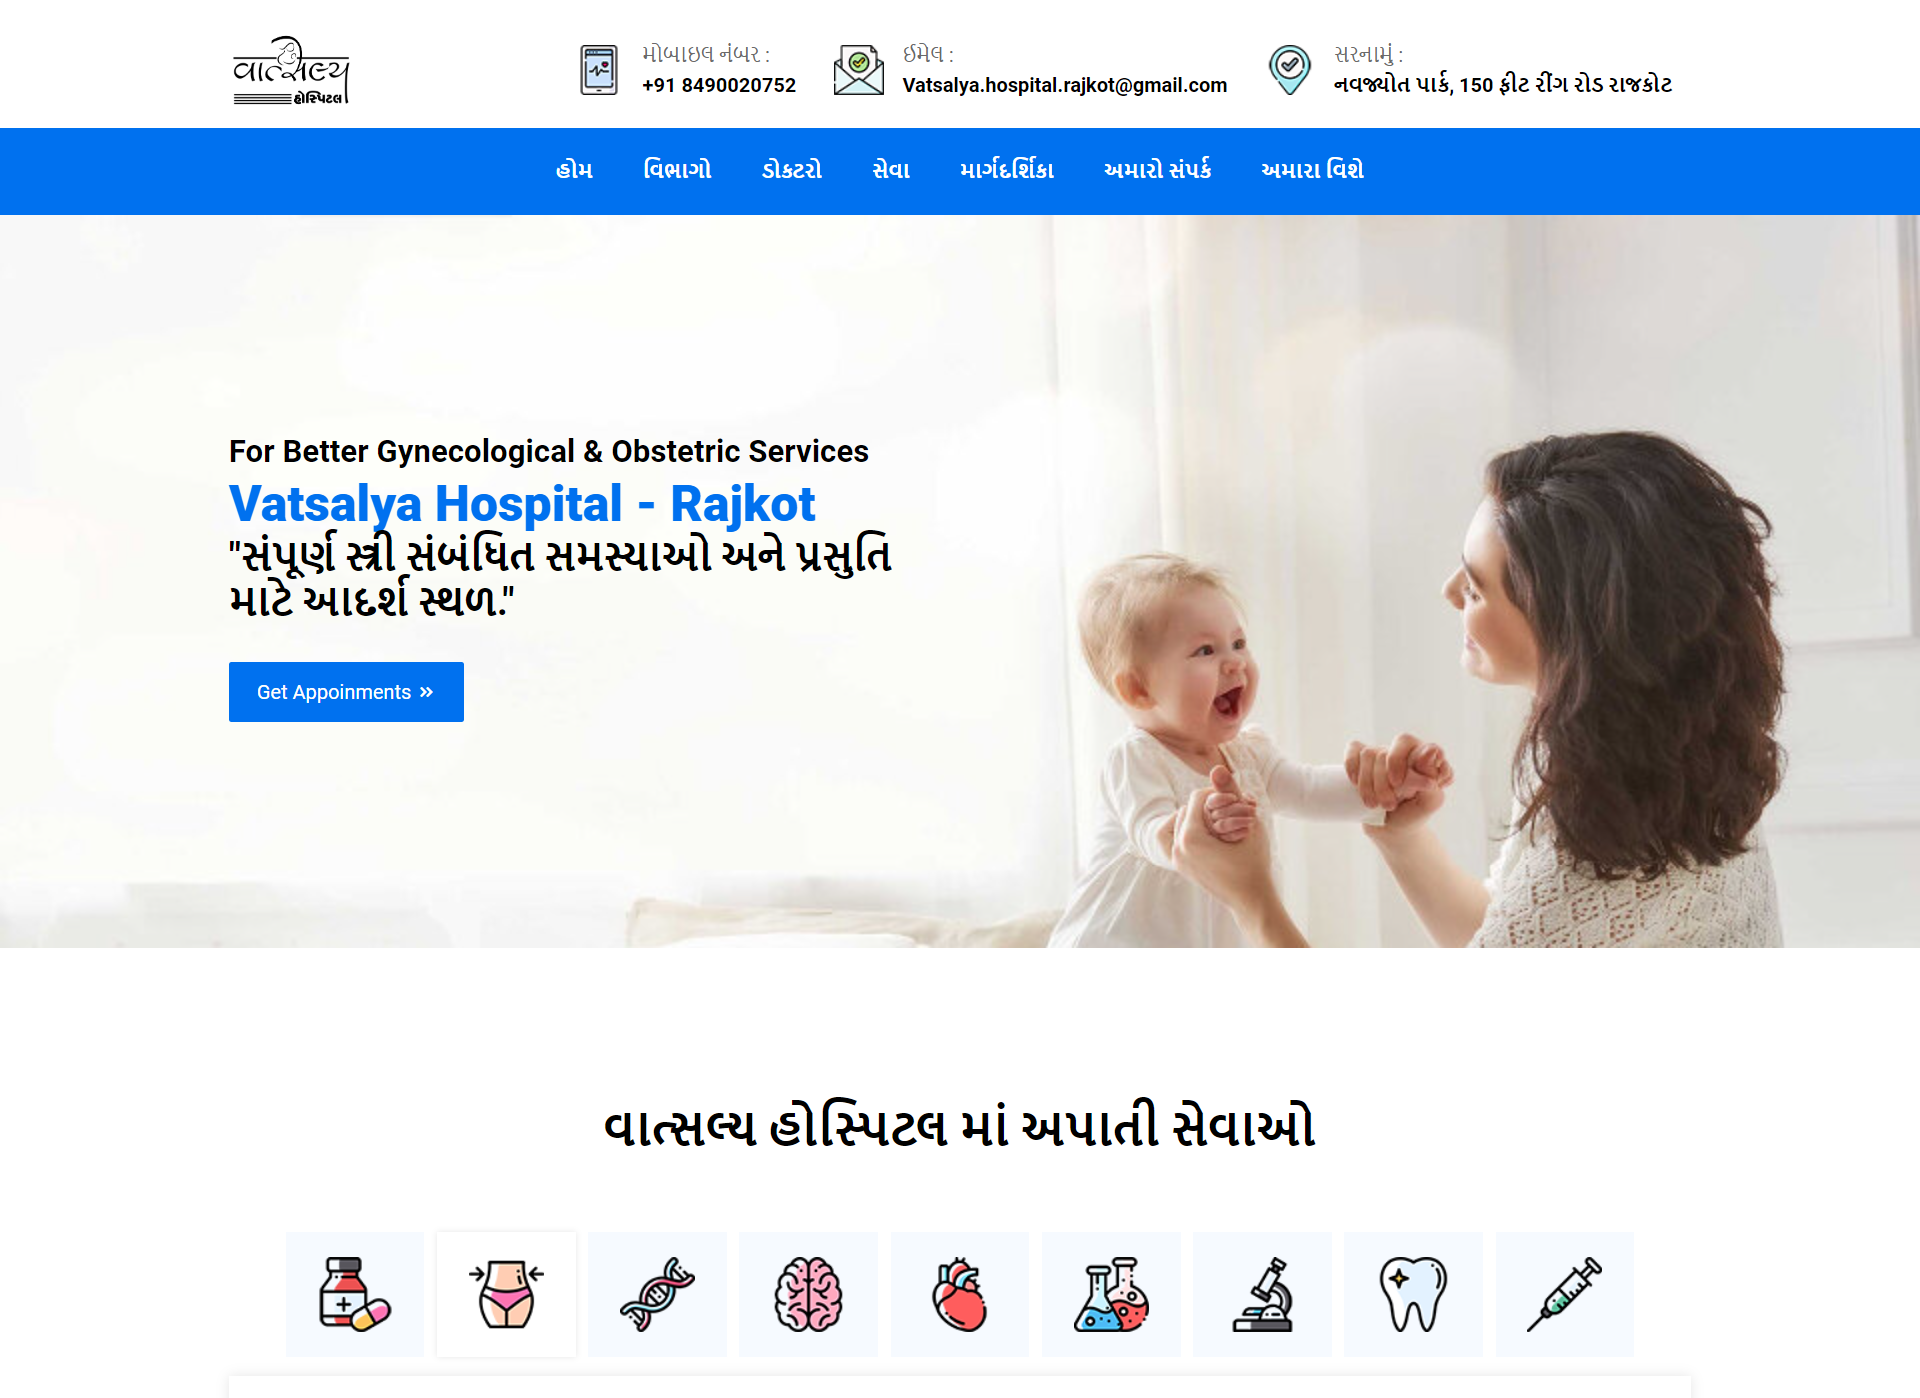 વાત્સલ્ય
હોસ્પિટલ
મોબાઇલ નંબર :
+91 8490020752
ઈમેલ :
Vatsalya.hospital.rajkot@gmail.com
સરનામું :
નવજ્યોત પાર્ક, 150 ફીટ રીંગ રોડ રાજકોટ
હોમ વિભાગો ડોકટરો સેવા માર્ગદર્શિકા અમારો સંપર્ક અમારા વિશે
For Better Gynecological & Obstetric Services
Vatsalya Hospital - Rajkot
"સંપૂર્ણ સ્ત્રી સંબંધિત સમસ્યાઓ અને પ્રસુતિ
માટે આદર્શ સ્થળ."
Get Appoinments »
વાત્સલ્ય હોસ્પિટલ માં અપાતી સેવાઓ